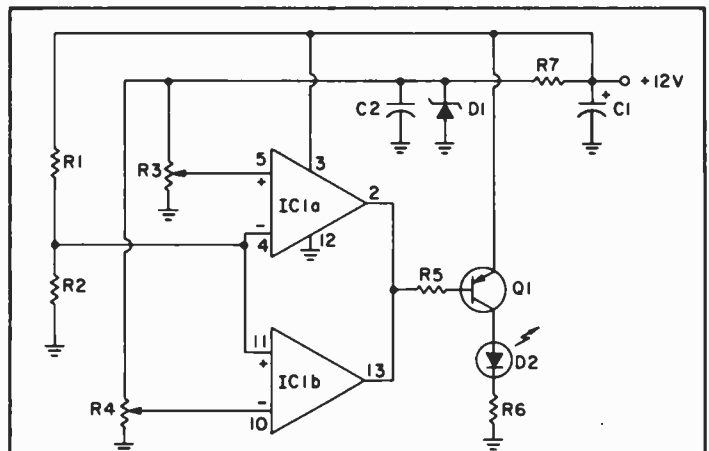 R7
+12V
+
C2
D1
C1
R1
R3
5
+
3
2
IC1a
-
4
12
R2
R5
Q1
11
+
IC1b
13
D2
R4
-
10
R6